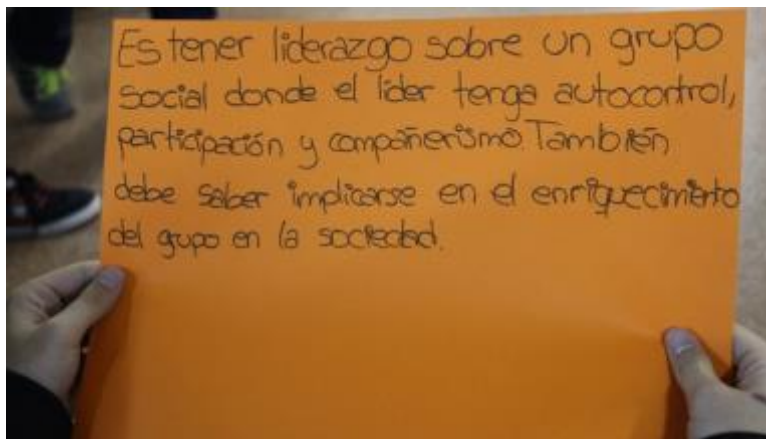 Es tener liderazgo sobre un grupo
social donde el lider tenga autocontrol,
participación y compañerismo. También
debe saber implicarse en el enriquecimiento
del grupo en la sociedad.